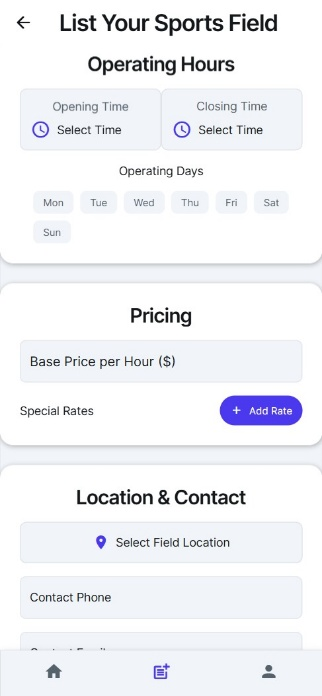 List Your Sports Field
Operating Hours
Opening Time
Select Time
Closing Time
Select Time
Operating Days
Mon Tue Wed Thu Fri Sat
Sun
Pricing
Base Price per Hour ($)
Special Rates
+ Add Rate
Location & Contact
Select Field Location
Contact Phone